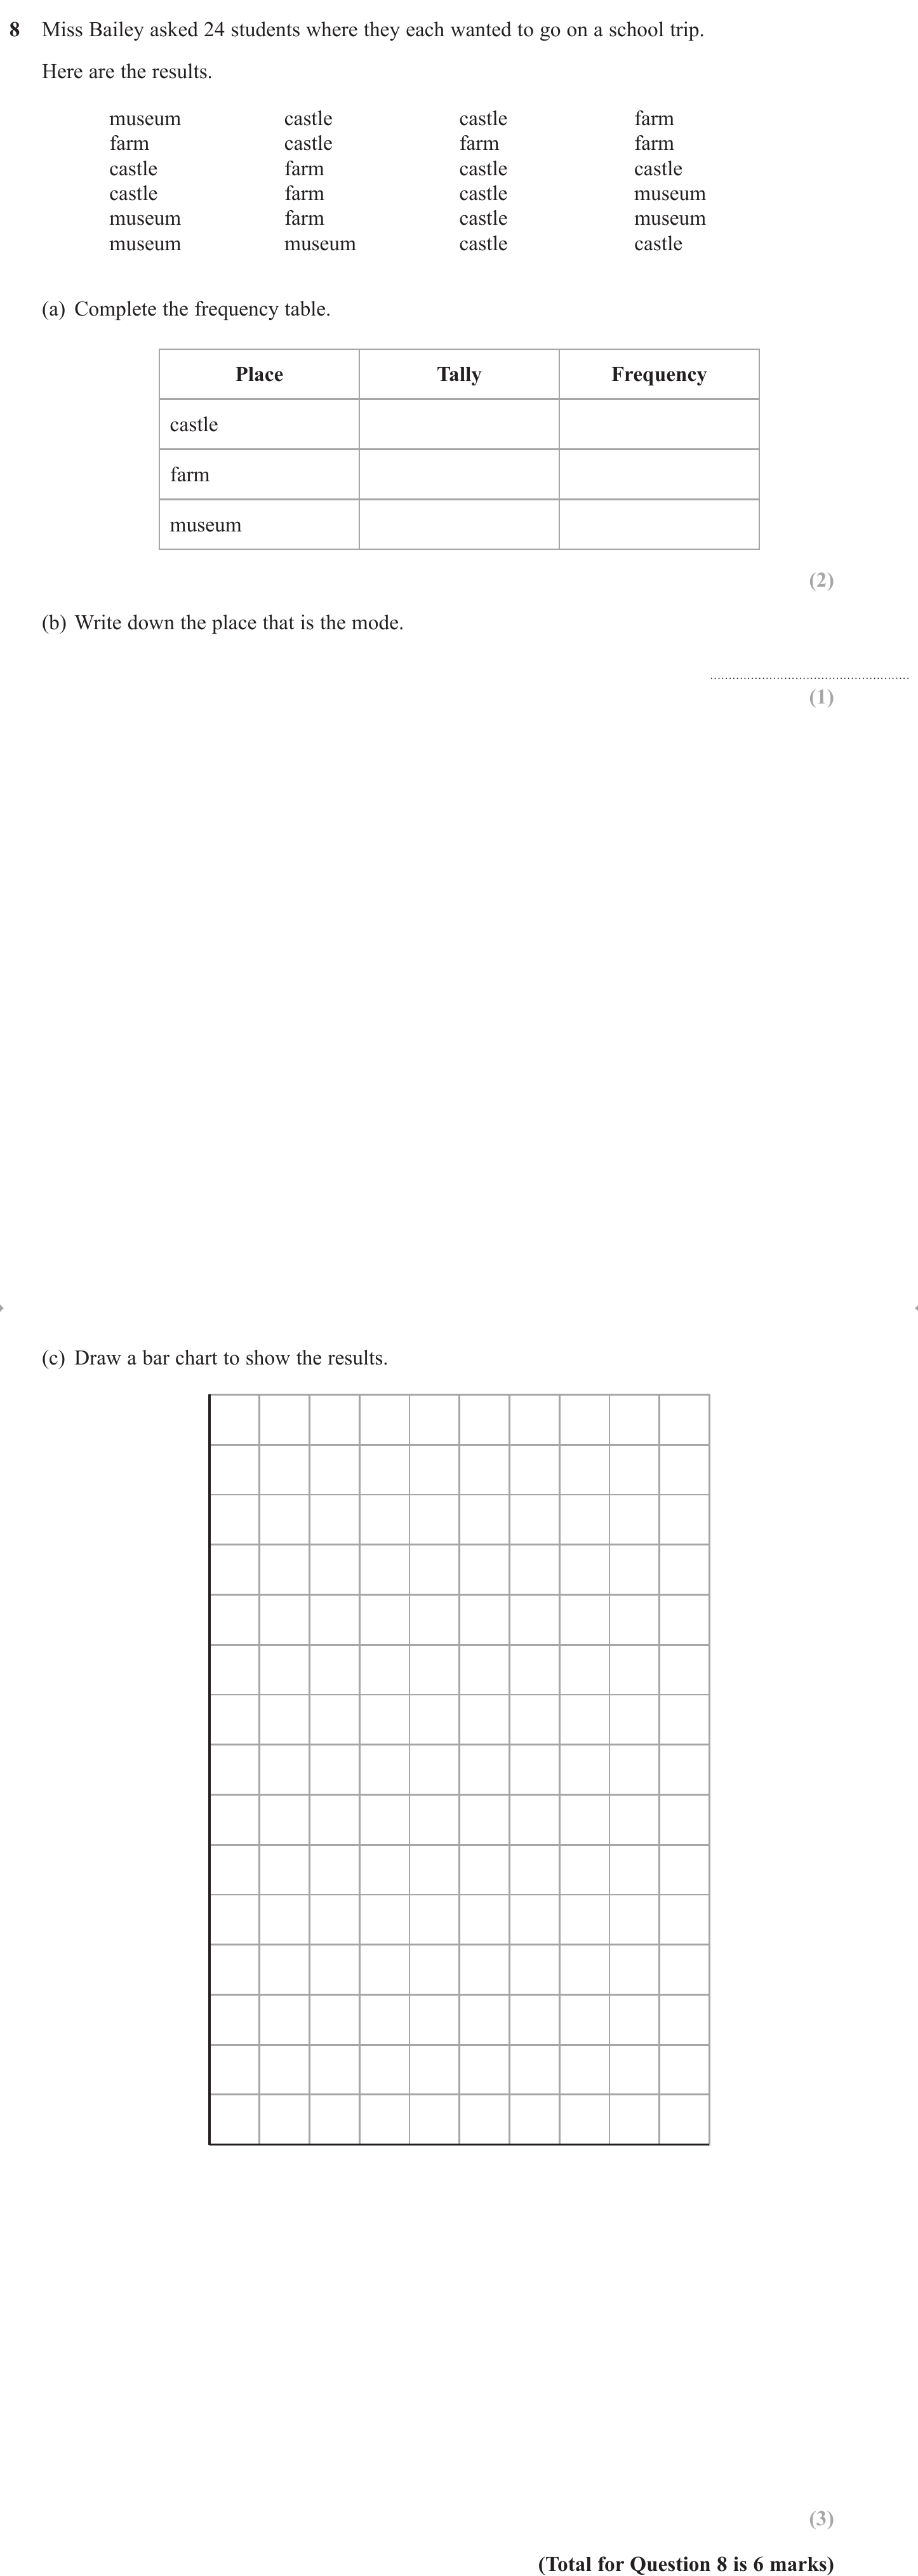 8 Miss Bailey asked 24 students where they each wanted to go on a school trip.
Here are the results.
museum castle castle farm
farm castle farm farm
castle farm castle castle
castle farm castle museum
museum farm castle museum
museum museum castle castle
(a) Complete the frequency table.
Place Tally Frequency
castle
farm
museum
(2)
(b) Write down the place that is the mode.
(1)
(c) Draw a bar chart to show the results.
(3)
(Total for Question 8 is 6 marks)